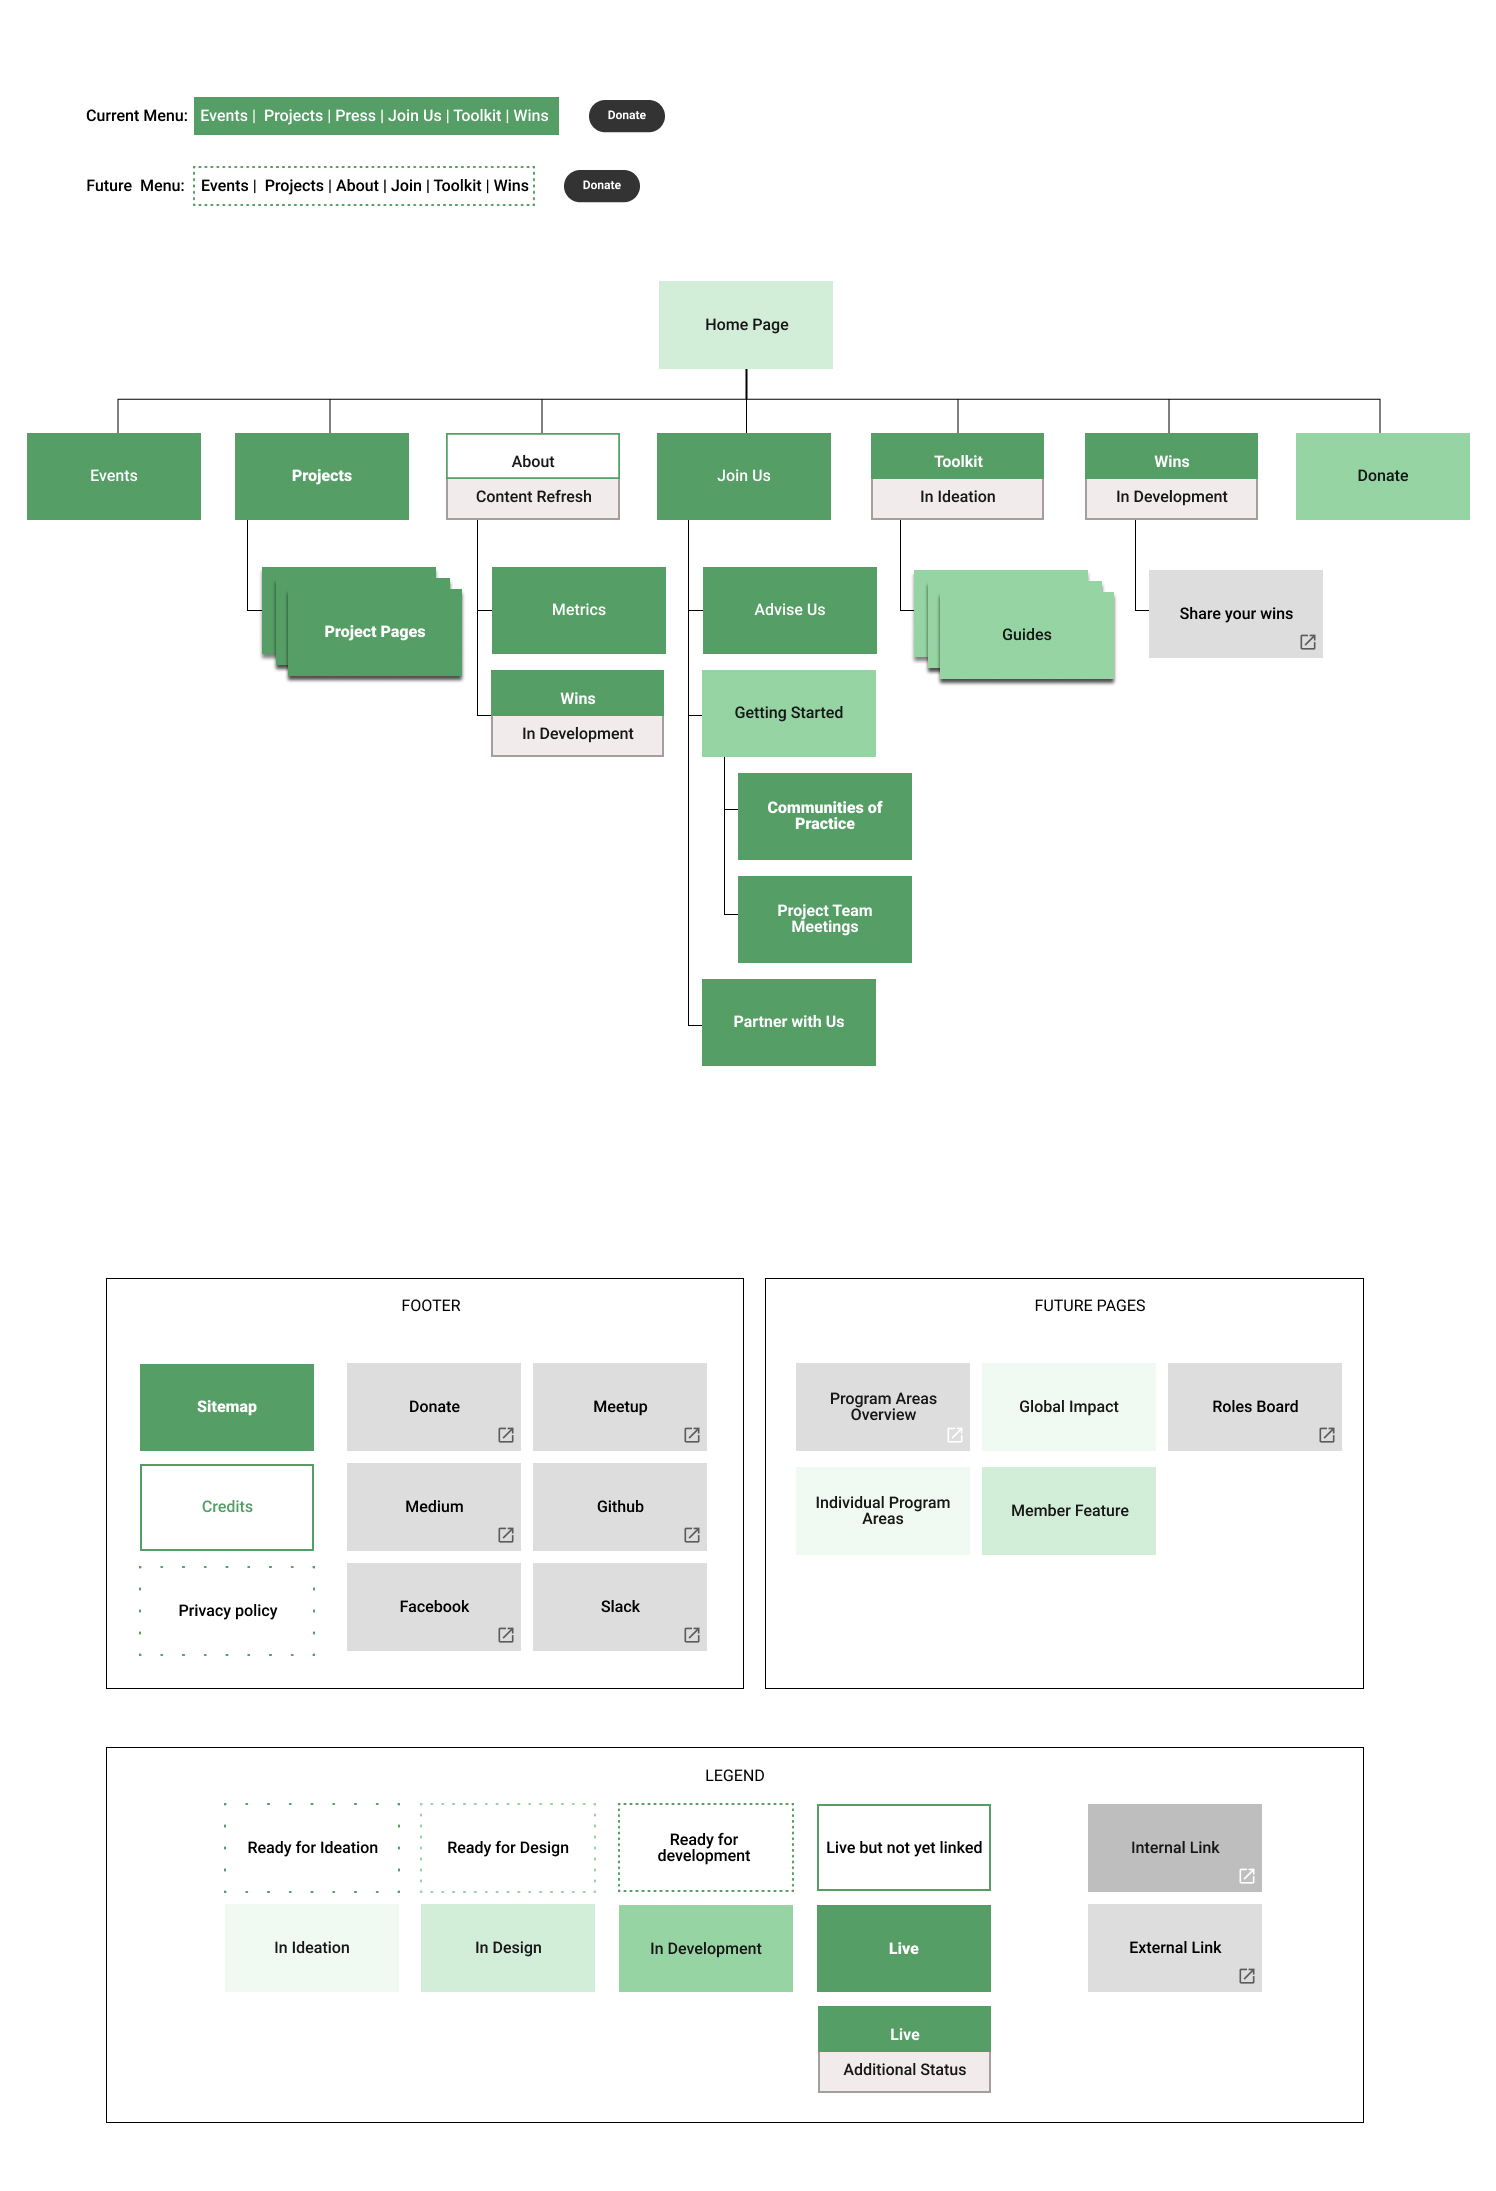 Current Menu: Events | Projects | Press | Join Us | Toolkit | Wins Donate
Future Menu: Events | Projects | About | Join | Toolkit | Wins Donate
Home Page
Events
Projects
About
Content Refresh
Join Us
Toolkit
In Ideation
Wins
In Development
Donate
Project Pages
Metrics
Wins
In Development
Advise Us
Getting Started
Communities of
Practice
Project Team
Meetings
Partner with Us
Guides
Share your wins
FOOTER
Sitemap
Donate
Meetup
Credits
Medium
Github
Privacy policy
Facebook
Slack
FUTURE PAGES
Program Areas
Overview
Global Impact
Roles Board
Individual Program
Areas
Member Feature
LEGEND
Ready for Ideation
Ready for Design
Ready for
development
Live but not yet linked
Internal Link
In Ideation
In Design
In Development
Live
External Link
Live
Additional Status